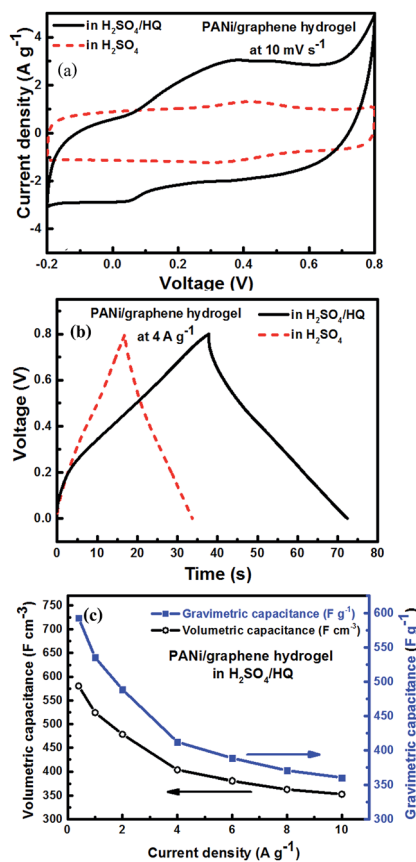 in H₂SO₄/HQ
in H₂SO₄
PANi/graphene hydrogel
at 10 mV s⁻¹
(a)
Current density (A g⁻¹)
4
2
0
-2
-4
-0.2 0.0 0.2 0.4 0.6 0.8
Voltage (V)
PANi/graphene hydrogel
at 4 A g⁻¹
in H₂SO₄/HQ
in H₂SO₄
(b)
Voltage (V)
0.8
0.6
0.4
0.2
0.0
0 10 20 30 40 50 60 70 80
Time (s)
(c)
Gravimetric capacitance (F g⁻¹)
Volumetric capacitance (F cm⁻³)
PANi/graphene hydrogel
in H₂SO₄/HQ
Volumetric capacitance (F cm-³)
750
700
650
600
550
500
450
400
350
300
600
550
500
450
400
350
300
Gravimetric capacitance (F g⁻¹)
0 2 4 6 8 10
Current density (A g⁻¹)